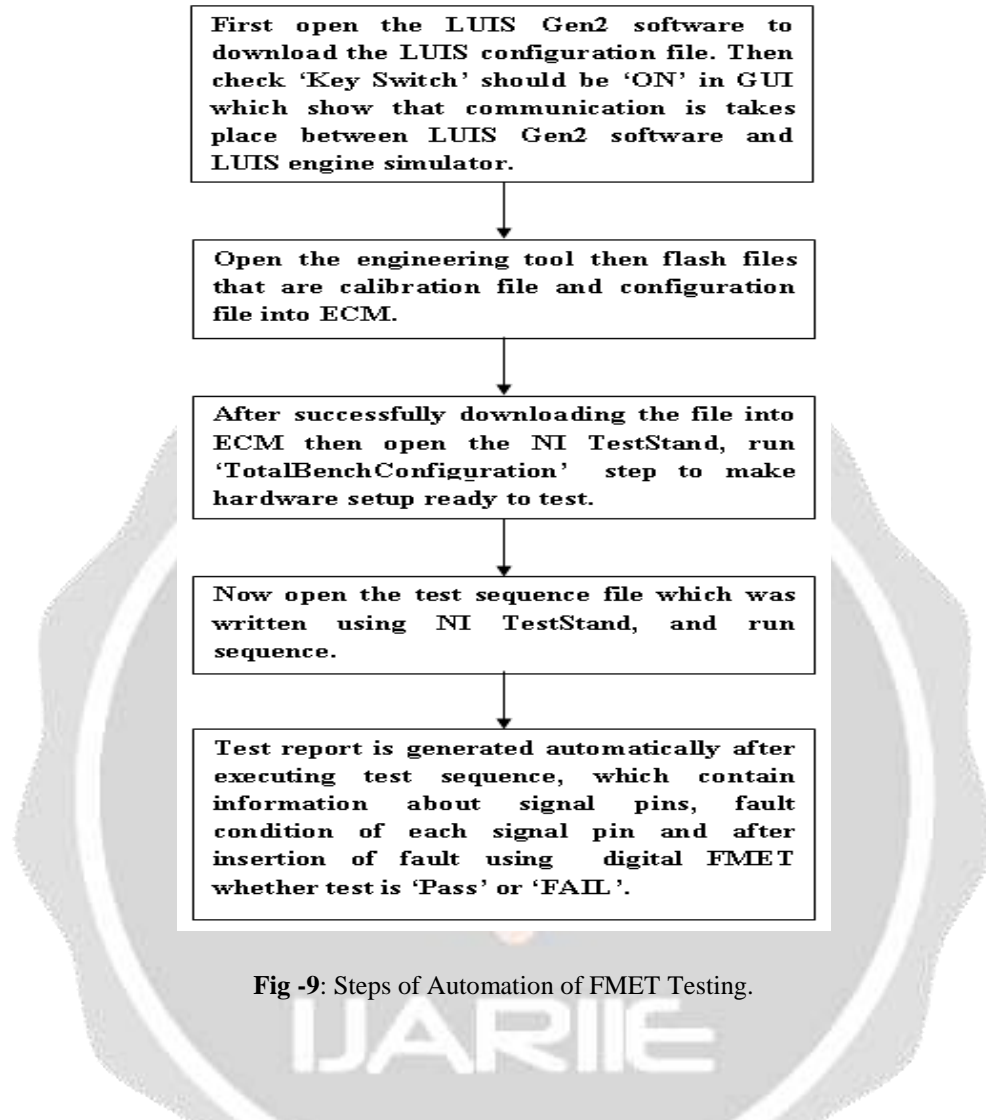 First open the LUIS Gen2 software to
download the LUIS configuration file. Then
check ‘Key Switch’ should be ‘ON’ in GUI
which show that communication is takes
place between LUIS Gen2 software and
LUIS engine simulator.
Open the engineering tool then flash files
that are calibration file and configuration
file into ECM.
After successfully downloading the file into
ECM then open the NI TestStand, run
‘TotalBenchConfiguration’ step to make
hardware setup ready to test.
Now open the test sequence file which was
written using NI TestStand, and run
sequence.
Test report is generated automatically after
executing test sequence, which contain
information about signal pins, fault
condition of each signal pin and after
insertion of fault using digital FMET
whether test is ‘Pass’ or ‘FAIL’.
Fig -9: Steps of Automation of FMET Testing.
IJARIIE